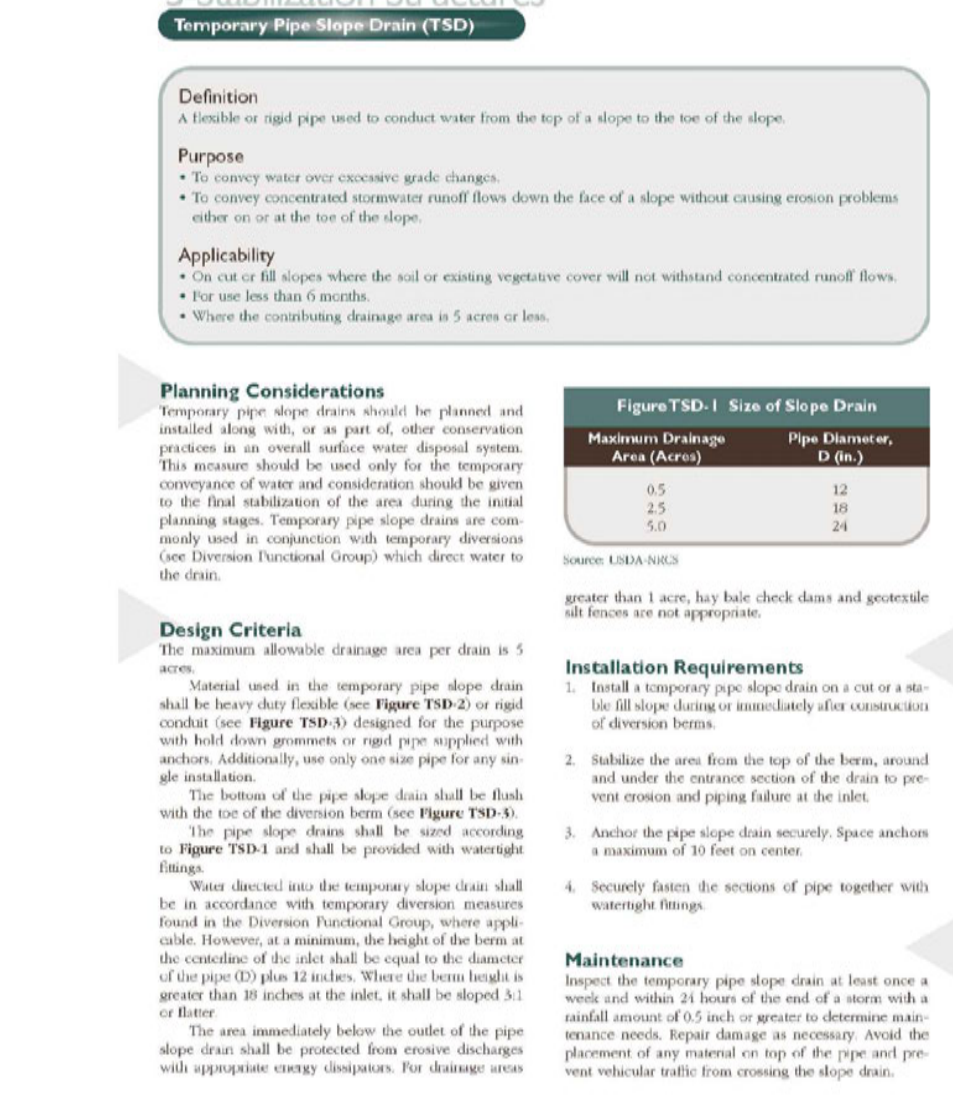 5 Stabilization Structures
Temporary Pipe Slope Drain (TSD)
Definition
A flexible or rigid pipe used to conduct water from the top of a slope to the toe of the slope.
Purpose
• To convey water over excessive grade changes.
• To convey concentrated stormwater runoff flows down the face of a slope without causing erosion problems
either on or at the toe of the slope.
Applicability
• On cut or fill slopes where the soil or existing vegetative cover will not withstand concentrated runoff flows.
• For use less than 6 months.
• Where the contributing drainage area is 5 acres or less.
Planning Considerations
Temporary pipe slope drains should be planned and
installed along with, or as part of, other conservation
practices in an overall surface water disposal system.
This measure should be used only for the temporary
conveyance of water and consideration should be given
to the final stabilization of the area during the initial
planning stages. Temporary pipe slope drains are com-
monly used in conjunction with temporary diversions
(see Diversion Functional Group) which direct water to
the drain.
Design Criteria
The maximum allowable drainage area per drain is 5
acres.
Material used in the temporary pipe slope drain
shall be heavy duty flexible (see Figure TSD-2) or rigid
conduit (see Figure TSD-3) designed for the purpose
with hold down grommets or rigid pipe supplied with
anchors. Additionally, use only one size pipe for any sin-
gle installation.
The bottom of the pipe slope drain shall be flush
with the toe of the diversion berm (see Figure TSD-3).
The pipe slope drains shall be sized according
to Figure TSD-1 and shall be provided with watertight
fittings.
Water directed into the temporary slope drain shall
be in accordance with temporary diversion measures
found in the Diversion Functional Group, where appli-
cable. However, at a minimum, the height of the berm at
the centerline of the inlet shall be equal to the diameter
of the pipe (D) plus 12 inches. Where the berm height is
greater than 18 inches at the inlet, it shall be sloped 3:1
or flatter.
The area immediately below the outlet of the pipe
slope drain shall be protected from erosive discharges
with appropriate energy dissipators. For drainage areas
Figure TSD-1 Size of Slope Drain
Maximum Drainage Pipe Diameter,
Area (Acres) D (in.)
0.5 12
2.5 18
5.0 24
Source: USDA-NRCS
greater than 1 acre, hay bale check dams and geotextile
silt fences are not appropriate.
Installation Requirements
1. Install a temporary pipe slope drain on a cut or a sta-
ble fill slope during or immediately after construction
of diversion berms.
2. Stabilize the area from the top of the berm, around
and under the entrance section of the drain to pre-
vent erosion and piping failure at the inlet.
3. Anchor the pipe slope drain securely. Space anchors
a maximum of 10 feet on center.
4. Securely fasten the sections of pipe together with
watertight fittings.
Maintenance
Inspect the temporary pipe slope drain at least once a
week and within 24 hours of the end of a storm with a
rainfall amount of 0.5 inch or greater to determine main-
tenance needs. Repair damage as necessary. Avoid the
placement of any material on top of the pipe and pre-
vent vehicular traffic from crossing the slope drain.